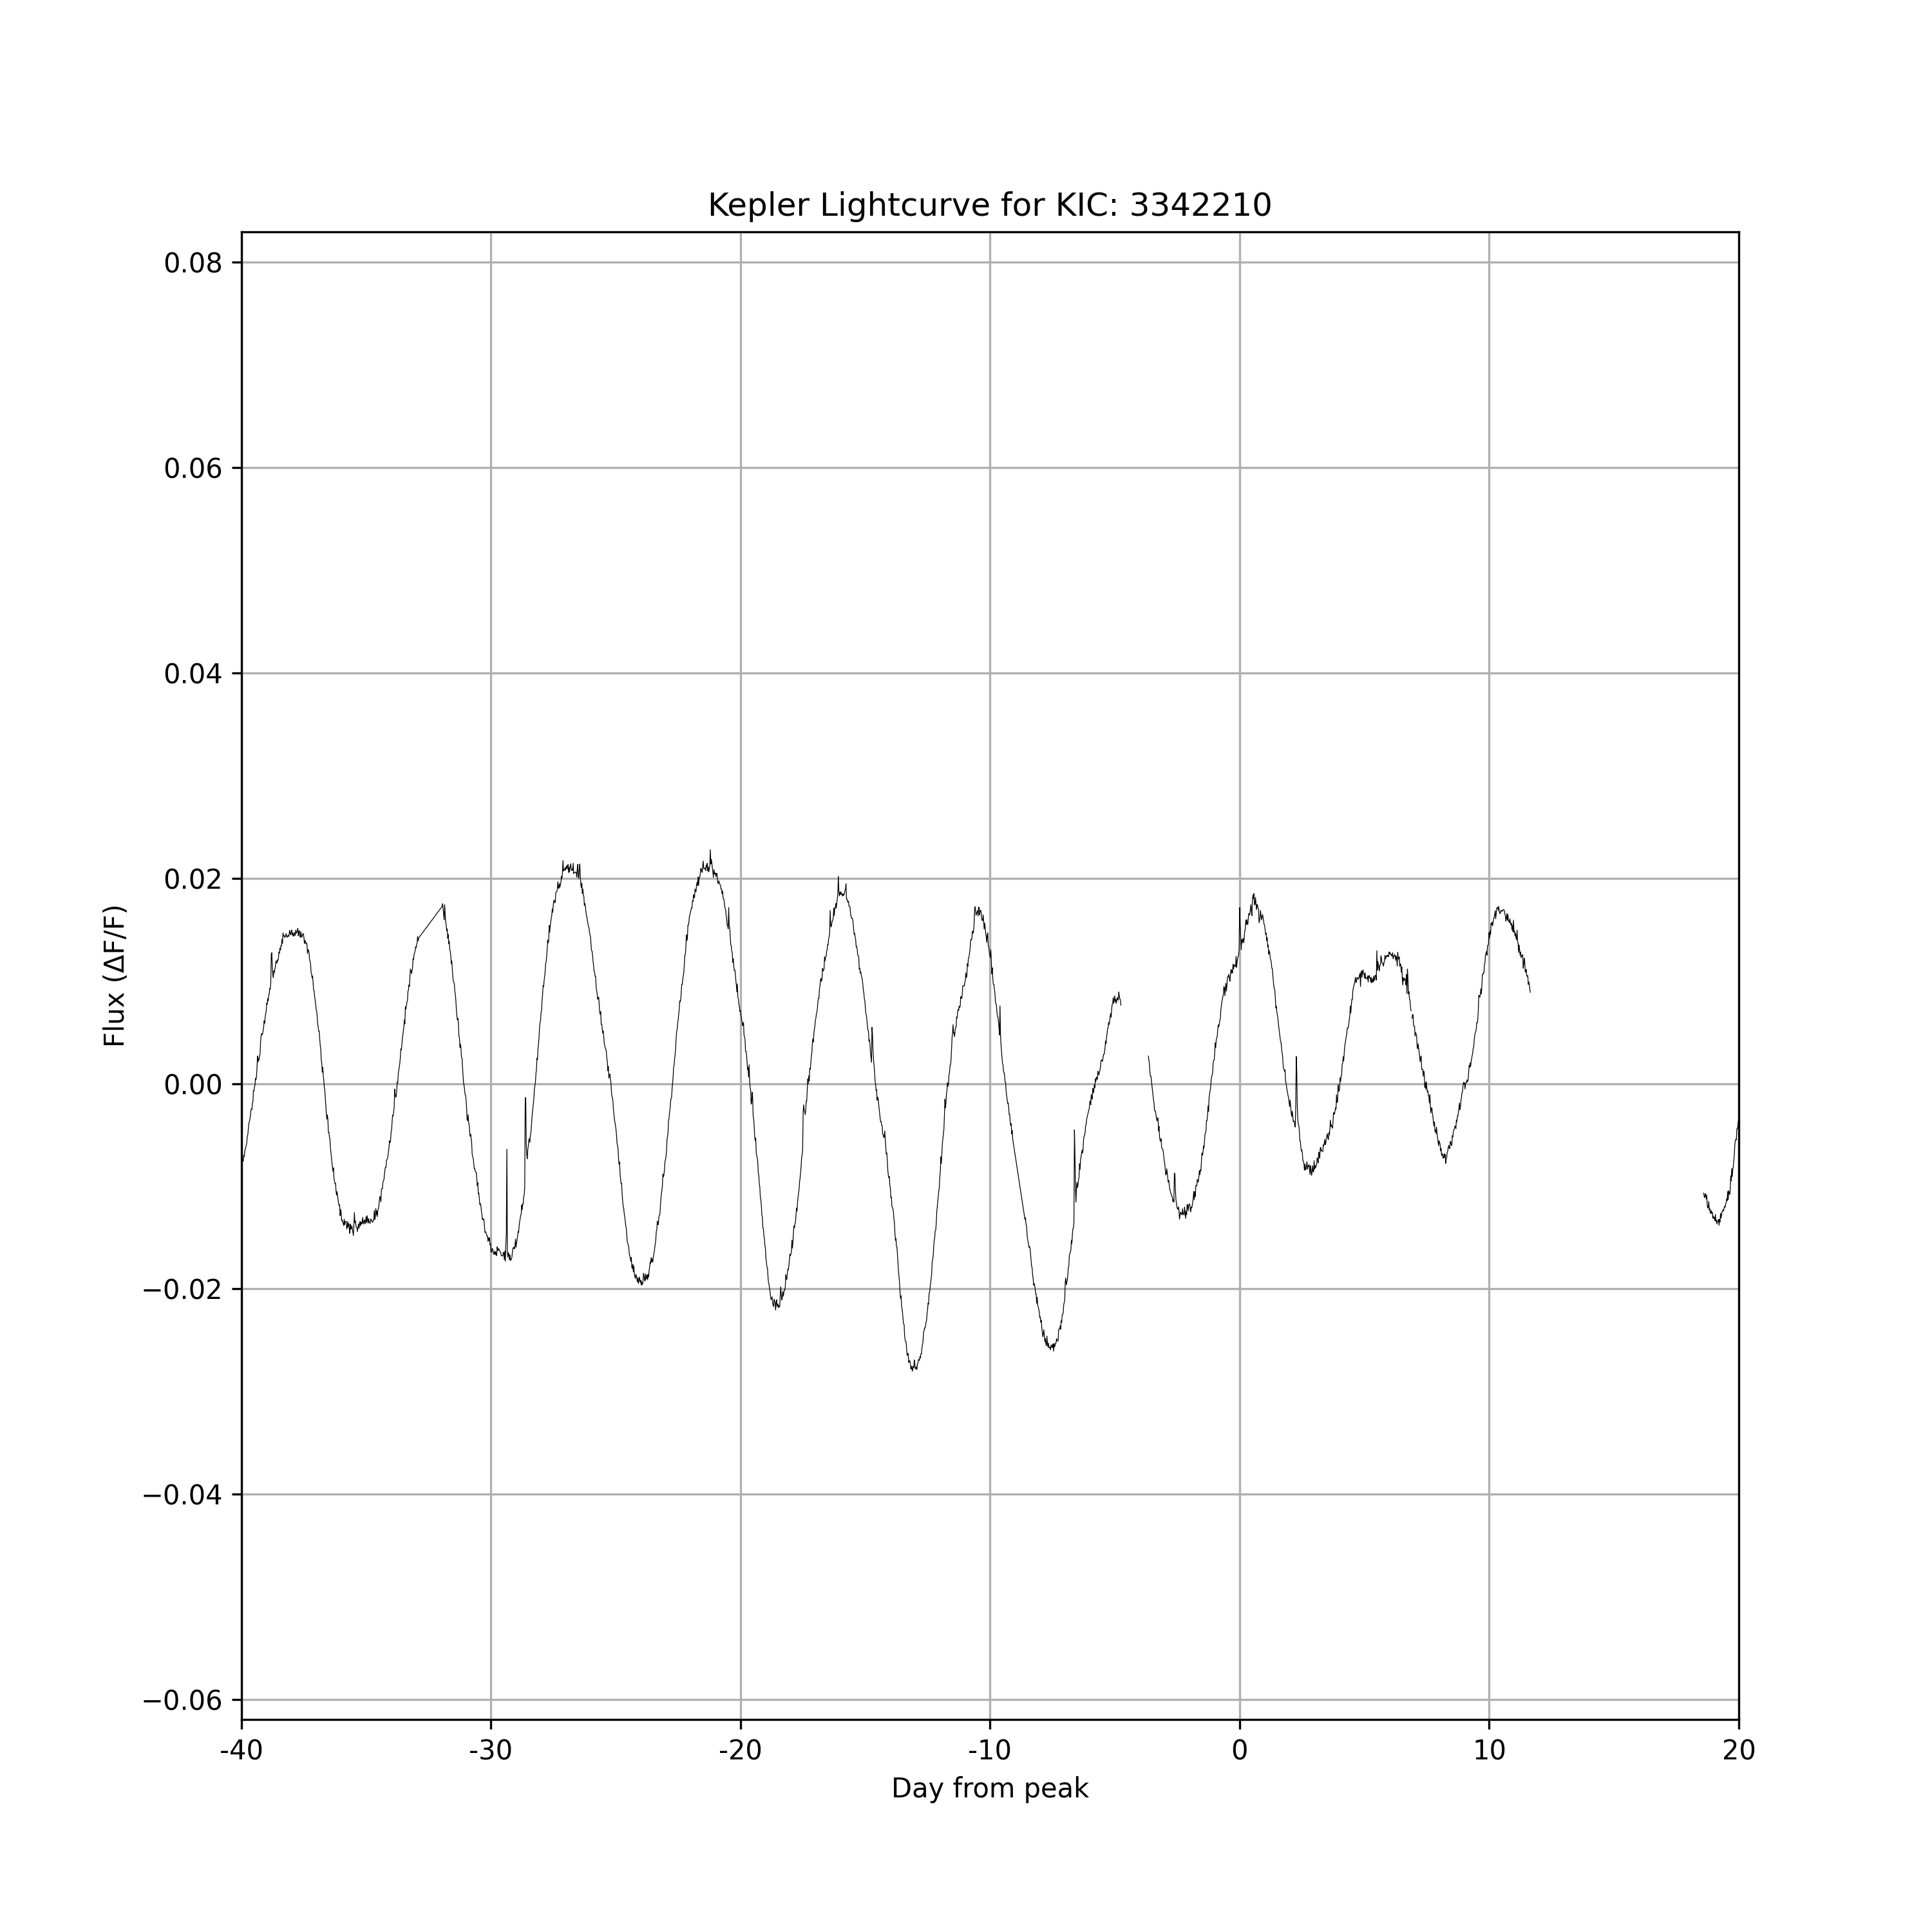 Kepler Lightcurve for KIC: 3342210
Flux (ΔF/F)
0.08
0.06
0.04
0.02
0.00
−0.02
−0.04
−0.06
-40 -30 -20 -10 0 10 20
Day from peak